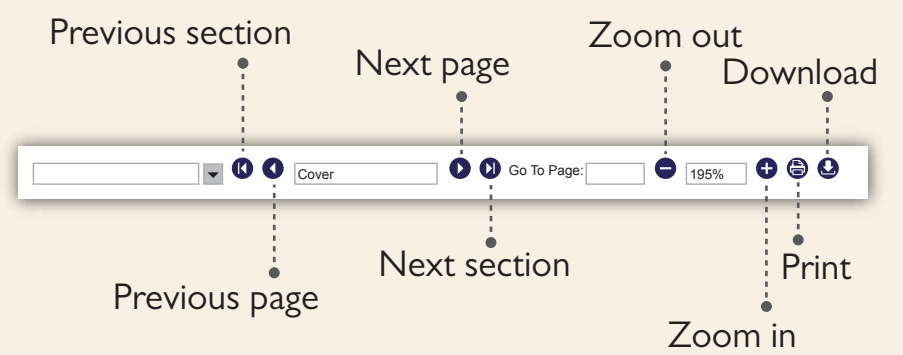 Previous section
Zoom out
Next page
Download
Cover
Go To Page:
195%
Next section
Print
Previous page
Zoom in